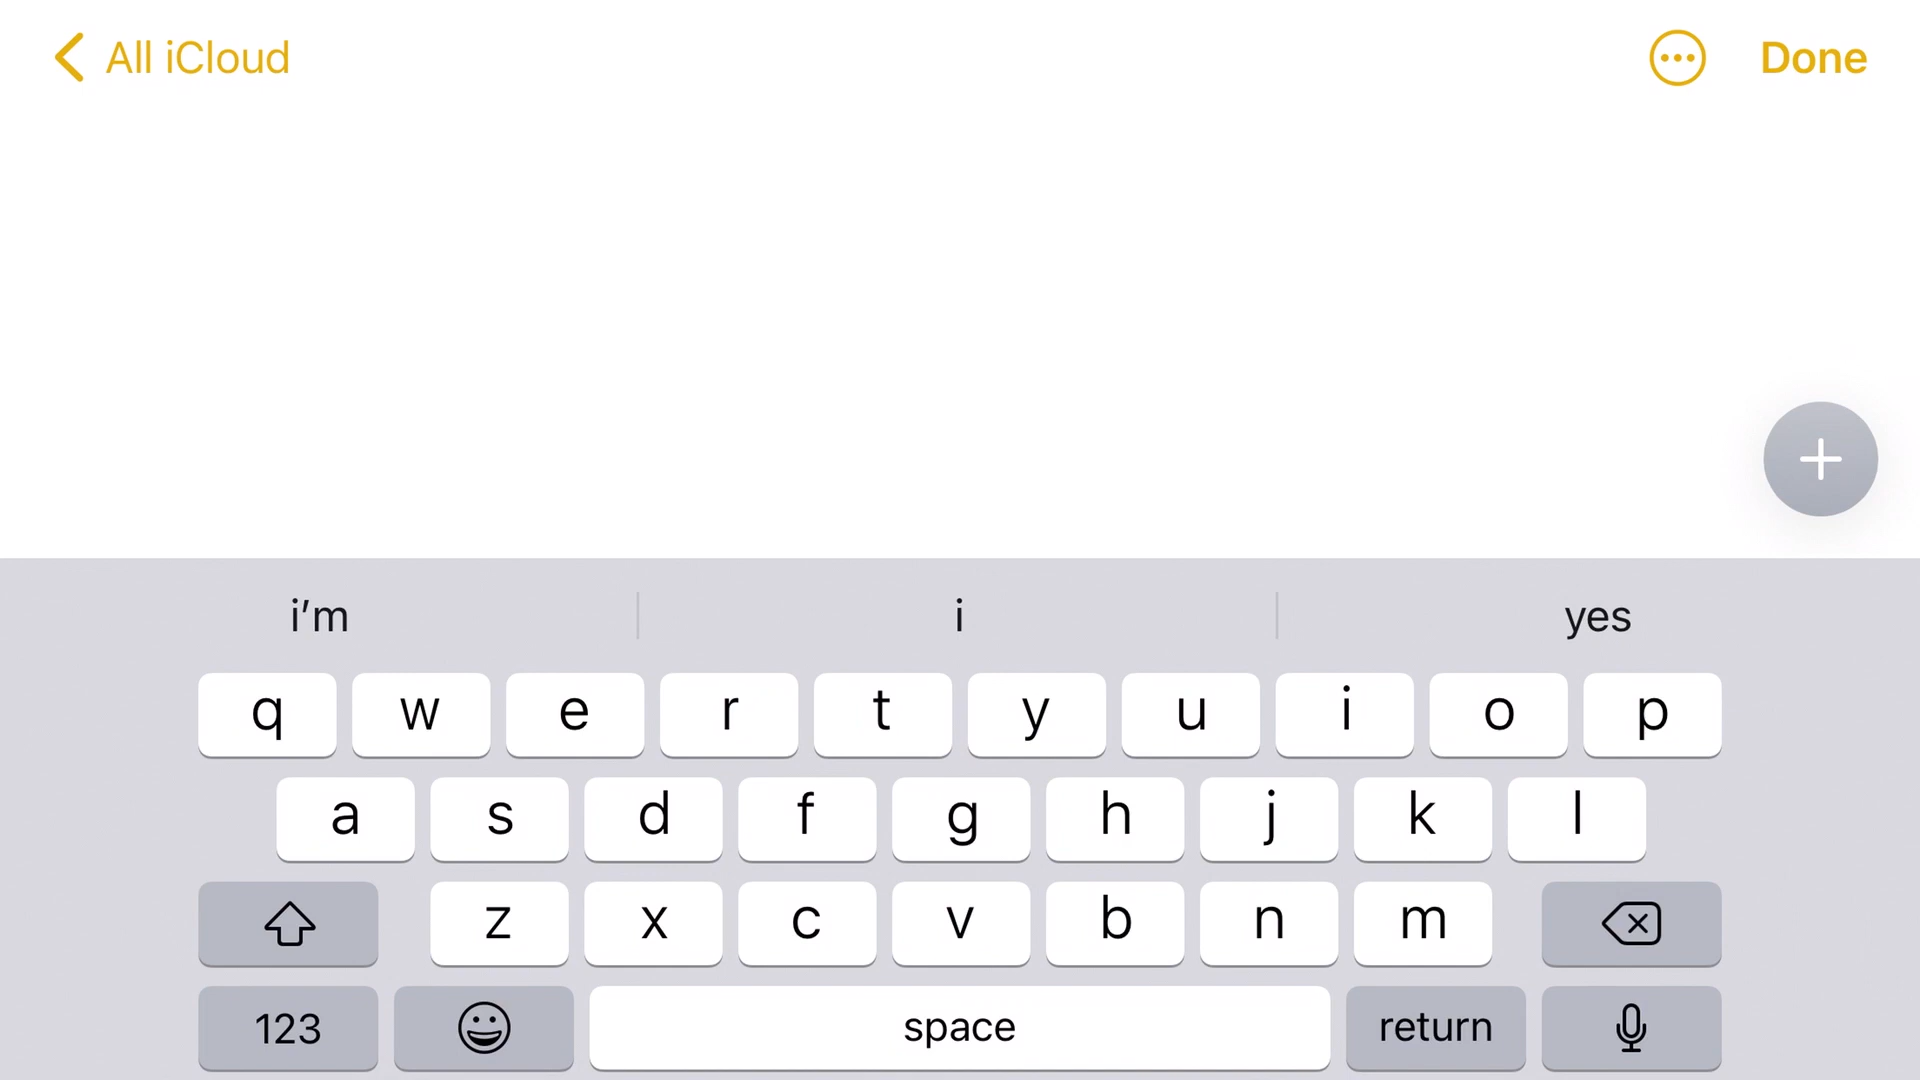 All iCloud Done
i'm i yes
q w e r t y u i o p
a s d f g h j k l
z x c v b n m
123 space return